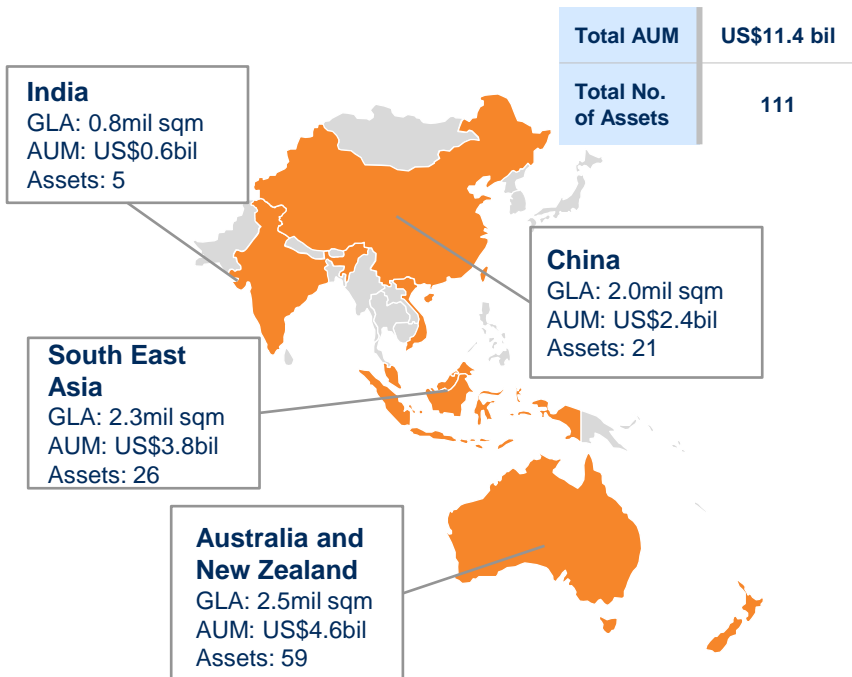 Total AUM US$11.4 bil
Total No.
of Assets
111
India
GLA: 0.8mil sqm
AUM: US$0.6bil
Assets: 5
China
GLA: 2.0mil sqm
AUM: US$2.4bil
Assets: 21
South East
Asia
GLA: 2.3mil sqm
AUM: US$3.8bil
Assets: 26
Australia and
New Zealand
GLA: 2.5mil sqm
AUM: US$4.6bil
Assets: 59